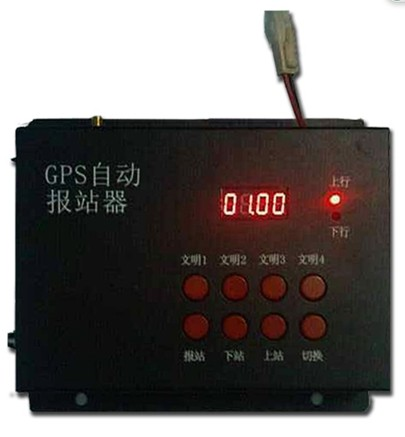 GPS自动
报站器
01.00
上行
下行
文明1 文明2 文明3 文明4
报站 下站 上站 切换